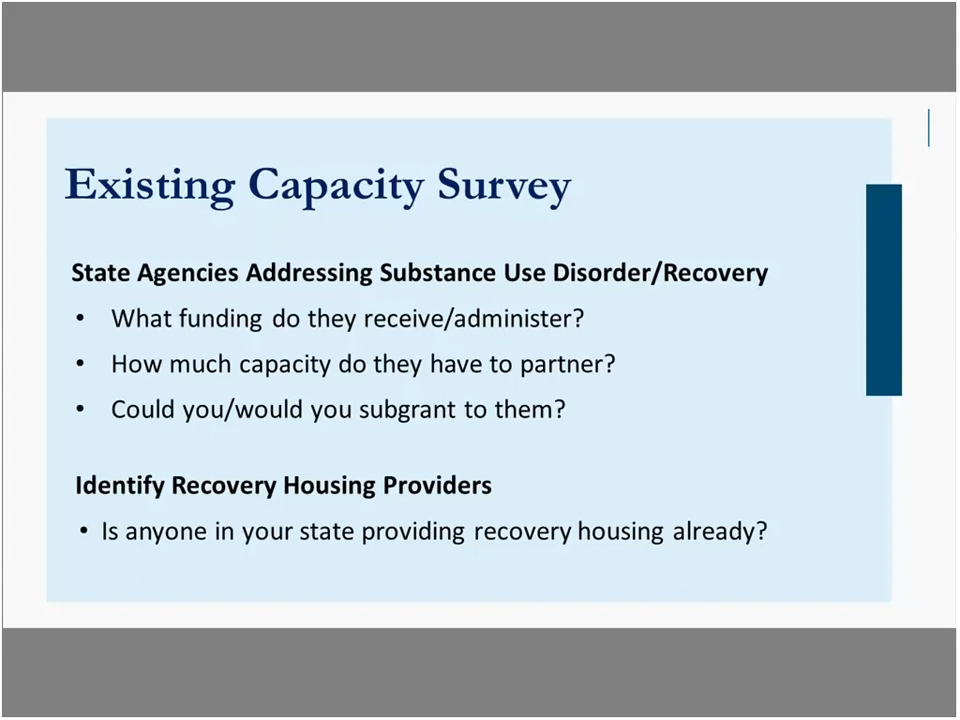 Existing Capacity Survey
State Agencies Addressing Substance Use Disorder/Recovery
• What funding do they receive/administer?
• How much capacity do they have to partner?
• Could you/would you subgrant to them?
Identify Recovery Housing Providers
• Is anyone in your state providing recovery housing already?